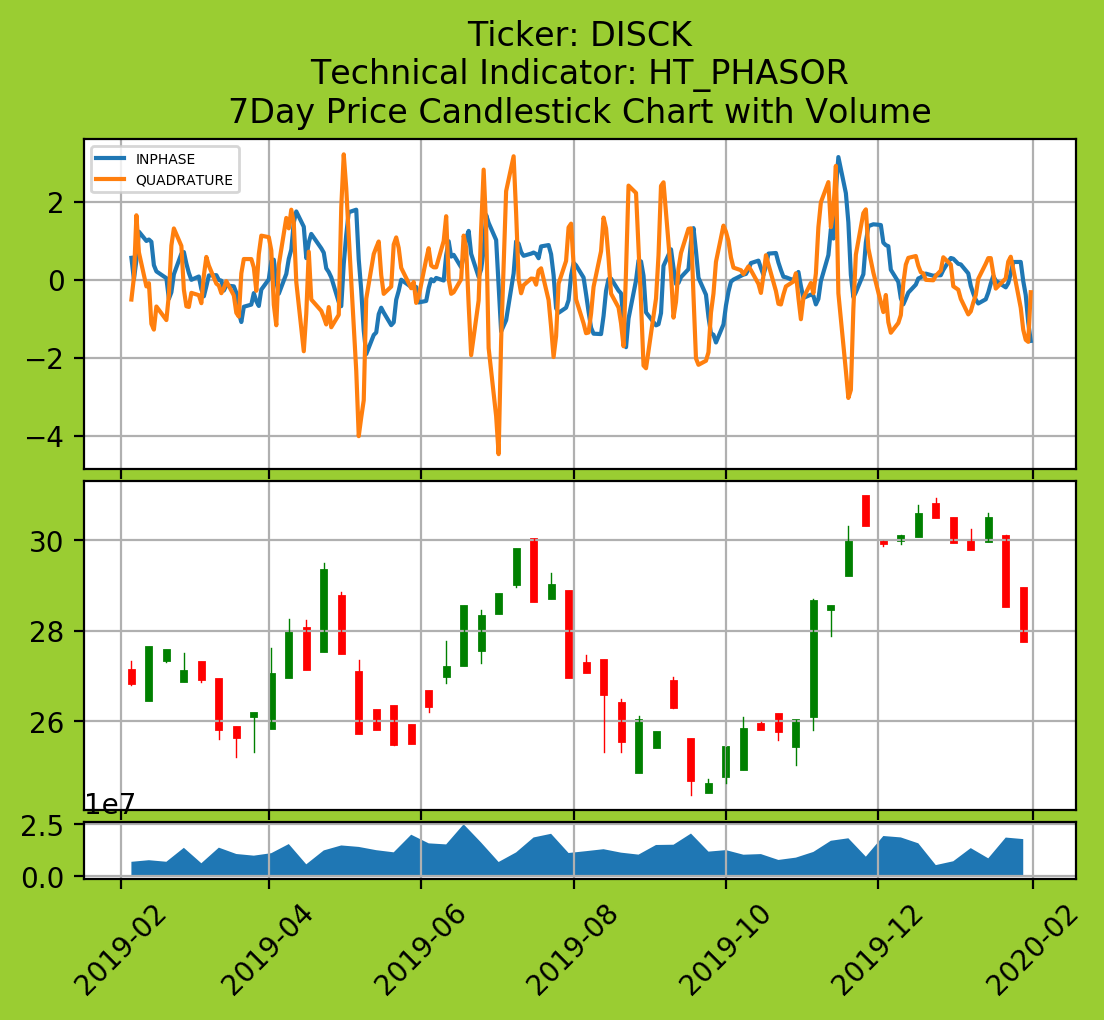 Ticker: DISCK
Technical Indicator: HT_PHASOR
7Day Price Candlestick Chart with Volume
INPHASE
QUADRATURE
2
0
−2
−4
30
28
26
1e7
2.5
0.0
2019-02
2019-04
2019-06
2019-08
2019-10
2019-12
2020-02